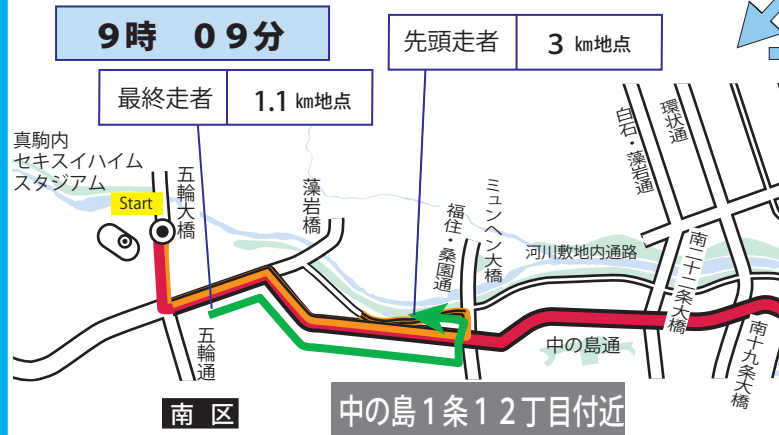 9時 09分
先頭走者
3 km地点
最終走者
1.1 km地点
真駒内
セキスイハイム
スタジアム
Start
五輪大橋
藻岩橋
ミュンヘン大橋
福住・桑園通
白石・藻岩通
環状通
河川敷地内通路
南二十二条大橋
南十九条大橋
五輪通
中の島通
南 区
中の島1条12丁目付近